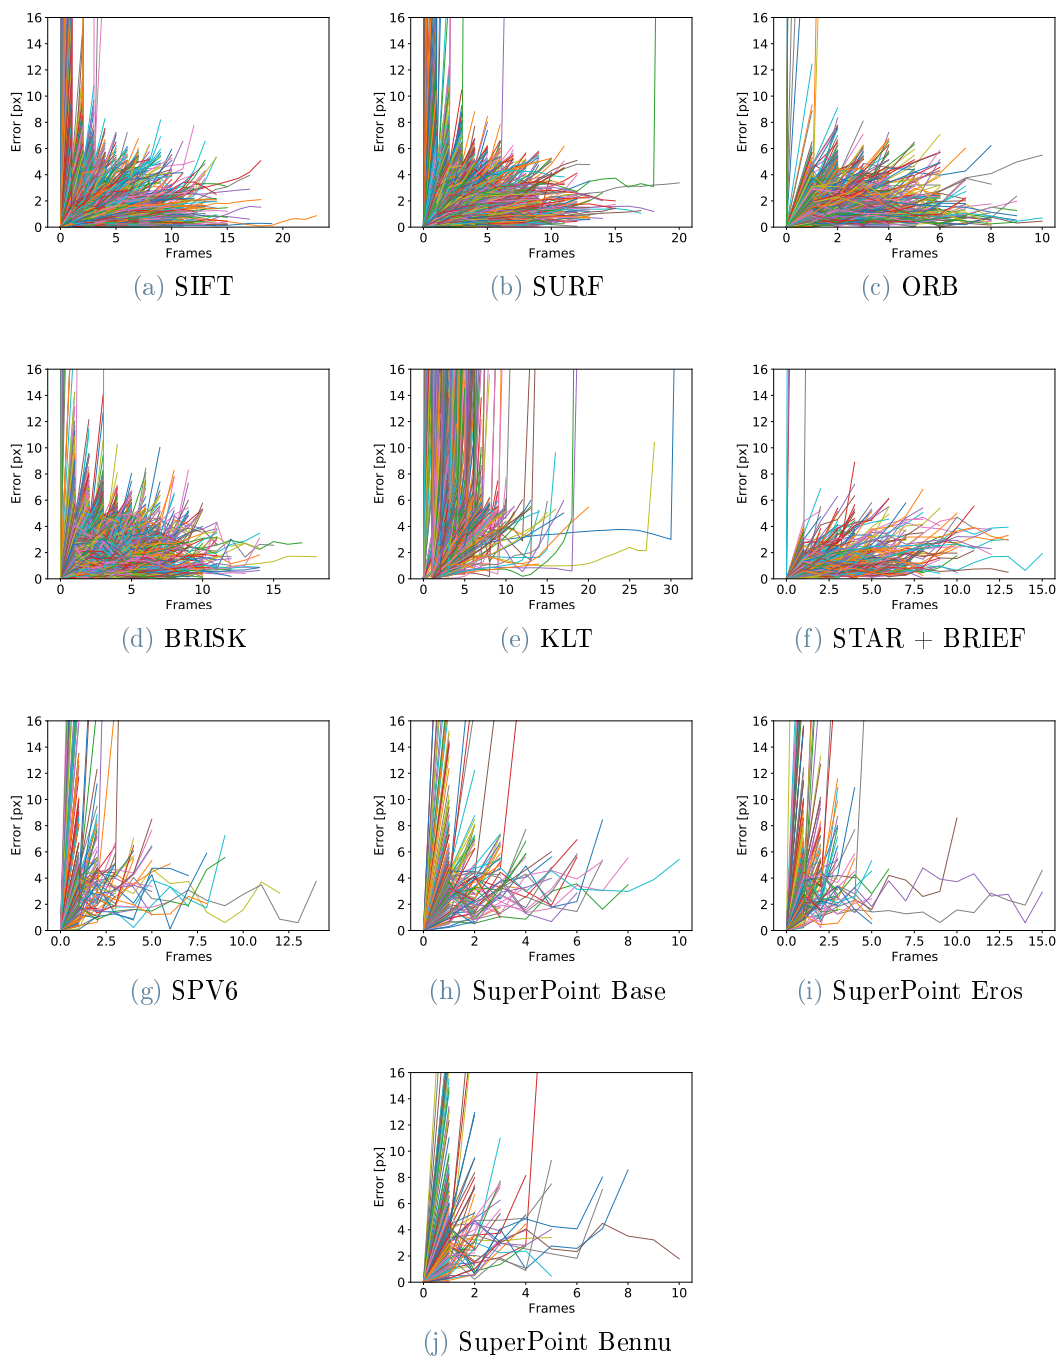 16
14
12
10
8
6
4
2
0
Error [px]
0 5 10 15 20
Frames
(a) SIFT
16
14
12
10
8
6
4
2
0
Error [px]
0 5 10 15 20
Frames
(b) SURF
16
14
12
10
8
6
4
2
0
Error [px]
0 2 4 6 8 10
Frames
(c) ORB
16
14
12
10
8
6
4
2
0
Error [px]
0 5 10 15
Frames
(d) BRISK
16
14
12
10
8
6
4
2
0
Error [px]
0 5 10 15 20 25 30
Frames
(e) KLT
16
14
12
10
8
6
4
2
0
Error [px]
0.0 2.5 5.0 7.5 10.0 12.5 15.0
Frames
(f) STAR + BRIEF
16
14
12
10
8
6
4
2
0
Error [px]
0.0 2.5 5.0 7.5 10.0 12.5
Frames
(g) SPV6
16
14
12
10
8
6
4
2
0
Error [px]
0 2 4 6 8 10
Frames
(h) SuperPoint Base
16
14
12
10
8
6
4
2
0
Error [px]
0.0 2.5 5.0 7.5 10.0 12.5 15.0
Frames
(i) SuperPoint Eros
16
14
12
10
8
6
4
2
0
Error [px]
0 2 4 6 8 10
Frames
(j) SuperPoint Bennu